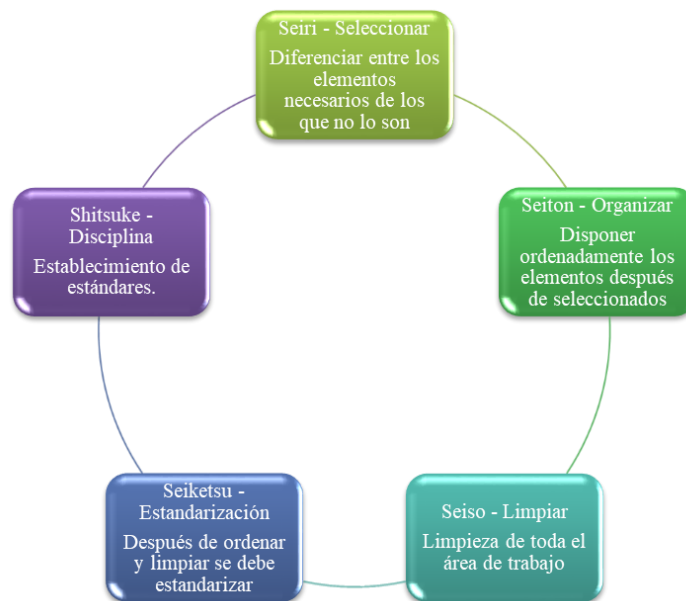 Seiri - Seleccionar
Diferenciar entre los
elementos
necesarios de los
que no lo son
Seiton - Organizar
Disponer
ordenadamente los
elementos después
de seleccionados
Seiso - Limpiar
Limpieza de toda el
área de trabajo
Seiketsu -
Estandarización
Después de ordenar
y limpiar se debe
estandarizar
Shitsuke -
Disciplina
Establecimiento de
estándares.